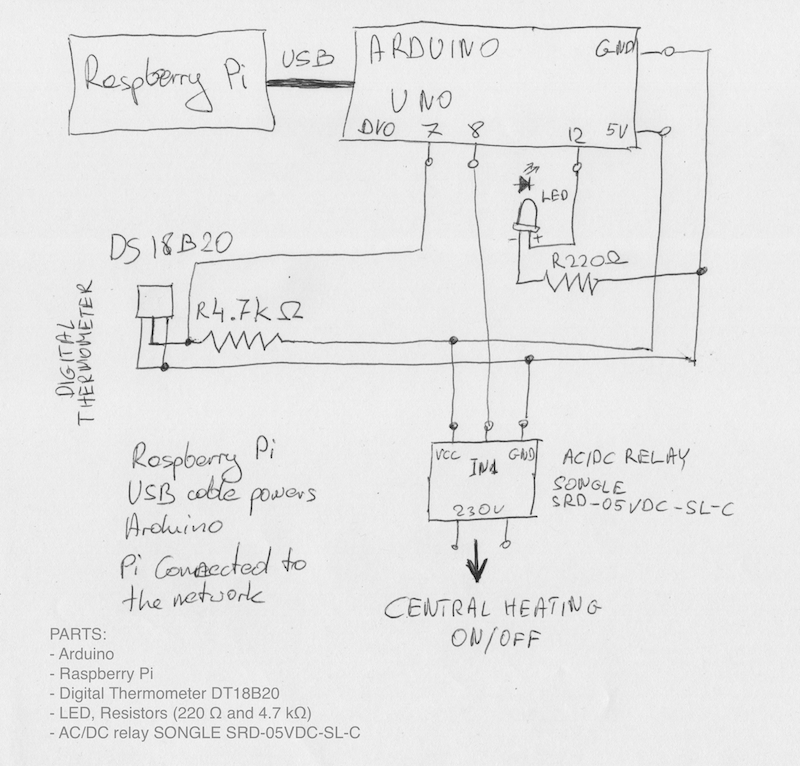 Raspberry Pi
USB
ARDUINO
UNO
GND
DVO 7 8 12 5V
LED
- +
R220Ω
DS18B20
R4.7kΩ
DIGITAL
THERMOMETER
VCC IN1 GND
230V
AC/DC RELAY
SONGLE
SRD-05VDC-SL-C
Raspberry Pi
USB cable powers
Arduino
Pi Connected to
the network
CENTRAL HEATING
ON/OFF
PARTS:
- Arduino
- Raspberry Pi
- Digital Thermometer DT18B20
- LED, Resistors (220 Ω and 4.7 kΩ)
- AC/DC relay SONGLE SRD-05VDC-SL-C